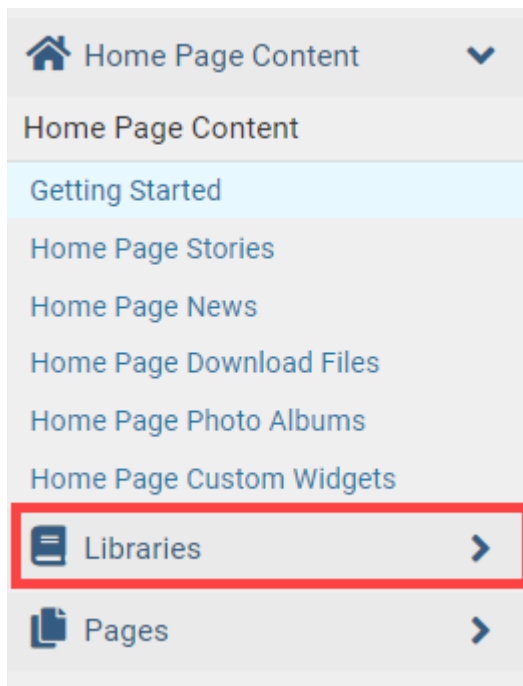 Home Page Content
Home Page Content
Getting Started
Home Page Stories
Home Page News
Home Page Download Files
Home Page Photo Albums
Home Page Custom Widgets
Libraries
Pages